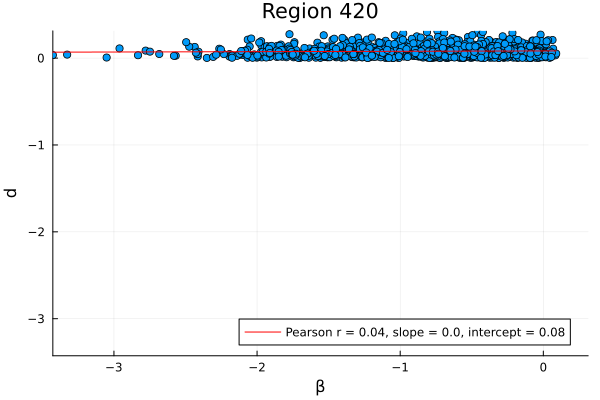 Region 420
d
0
−1
−2
−3
Pearson r = 0.04, slope = 0.0, intercept = 0.08
−3 −2 −1 0
β